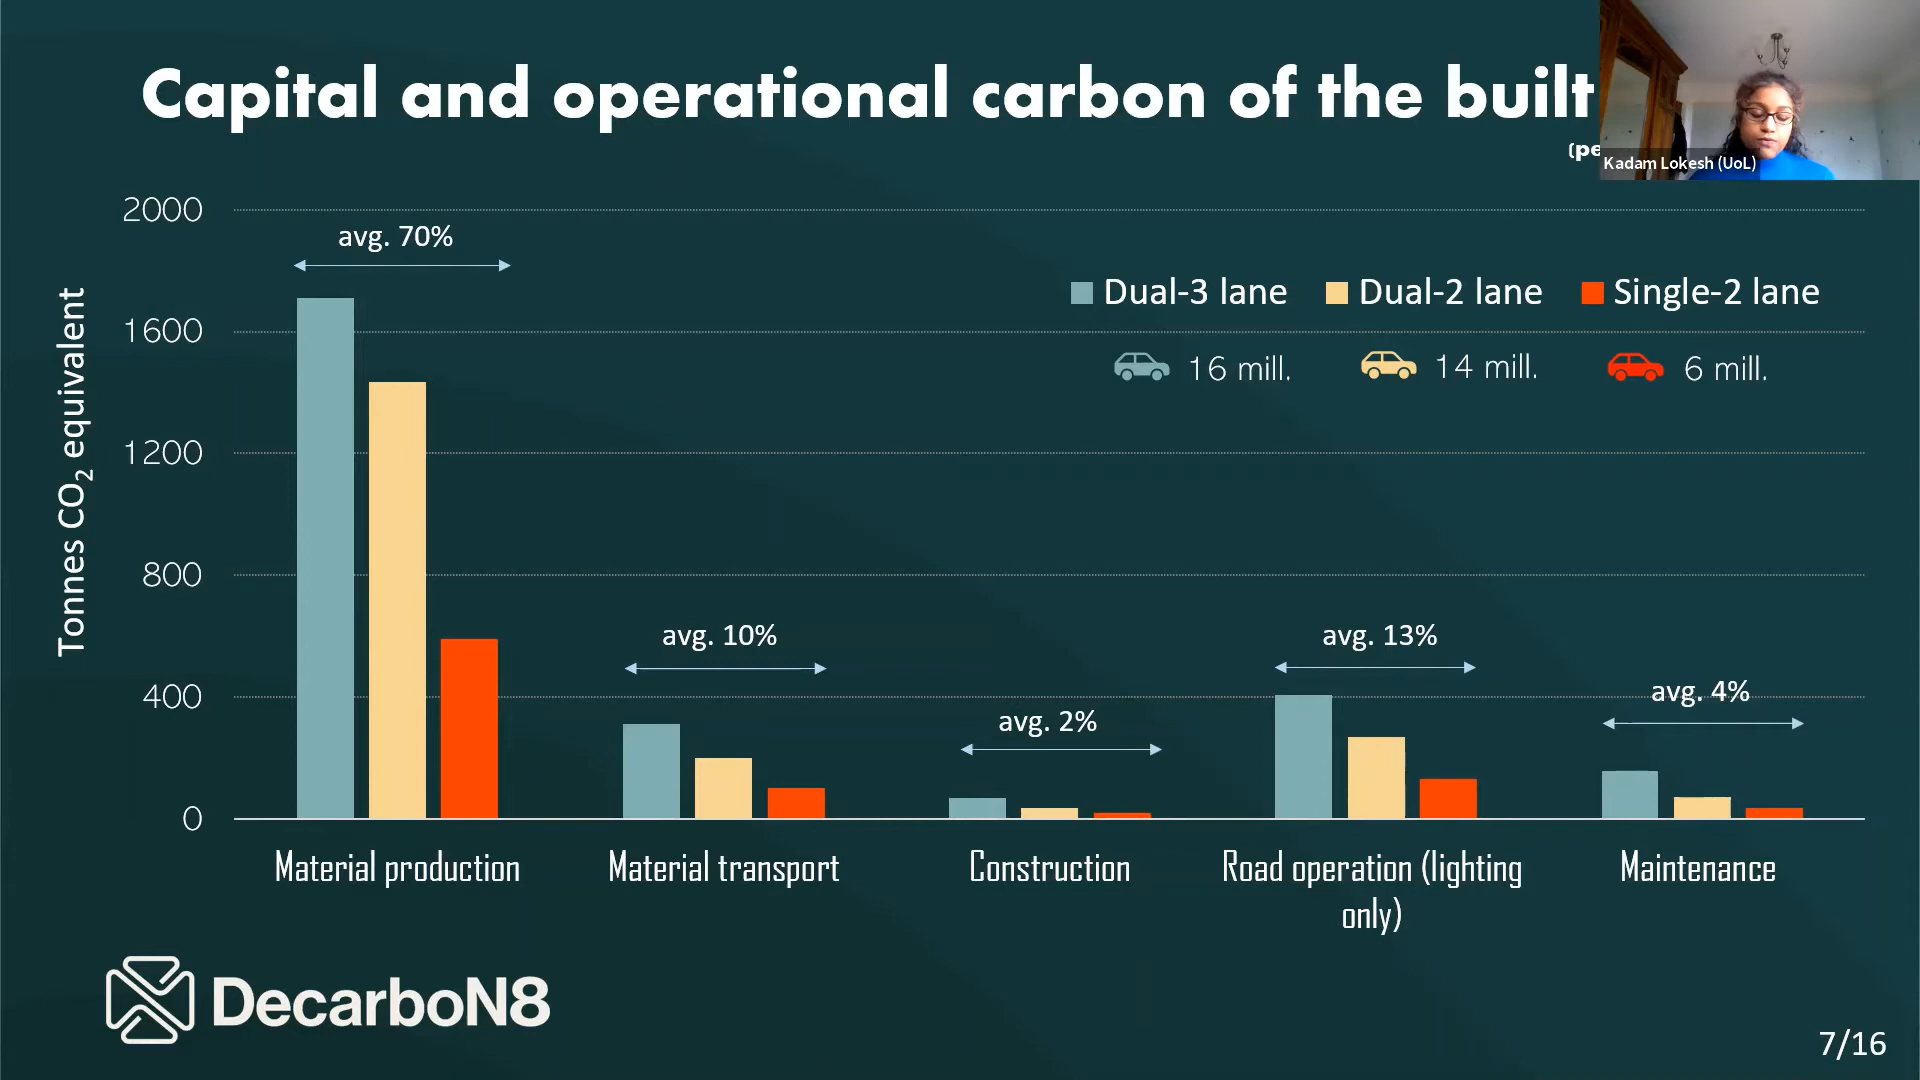 Capital and operational carbon of the built
(pe
Kadam Lokesh (UoL)
2000
1600
1200
800
400
0
Tonnes CO₂ equivalent
avg. 70%
avg. 10%
avg. 2%
avg. 13%
avg. 4%
Dual-3 lane
Dual-2 lane
Single-2 lane
16 mill.
14 mill.
6 mill.
Material production
Material transport
Construction
Road operation (lighting
only)
Maintenance
DecarboN8
7/16